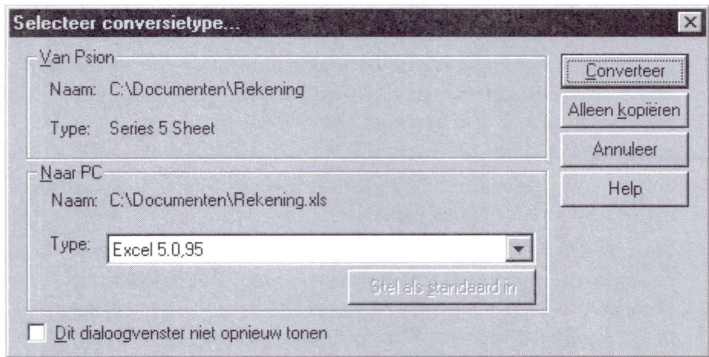 Selecteer conversietype...
Van Psion
Naam: C:\Documenten\Rekening
Type: Series 5 Sheet
Naar PC
Naam: C:\Documenten\Rekening.xls
Type: Excel 5.0,95
Stel als standaard in
Dit dialoogvenster niet opnieuw tonen
Converteer
Alleen kopiëren
Annuleer
Help